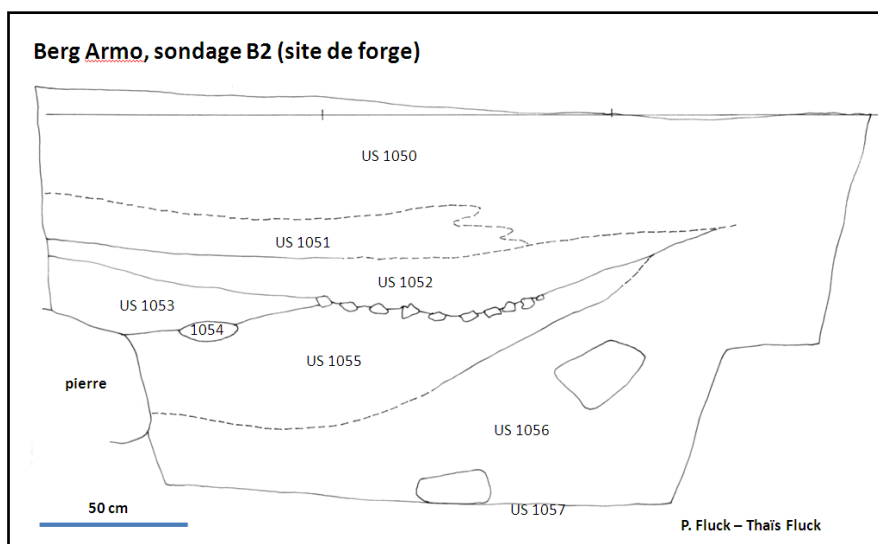 Berg Armo, sondage B2 (site de forge)
US 1050
US 1051
US 1052
US 1053
1054
US 1055
pierre
US 1056
50 cm
US 1057
P. Fluck – Thaïs Fluck